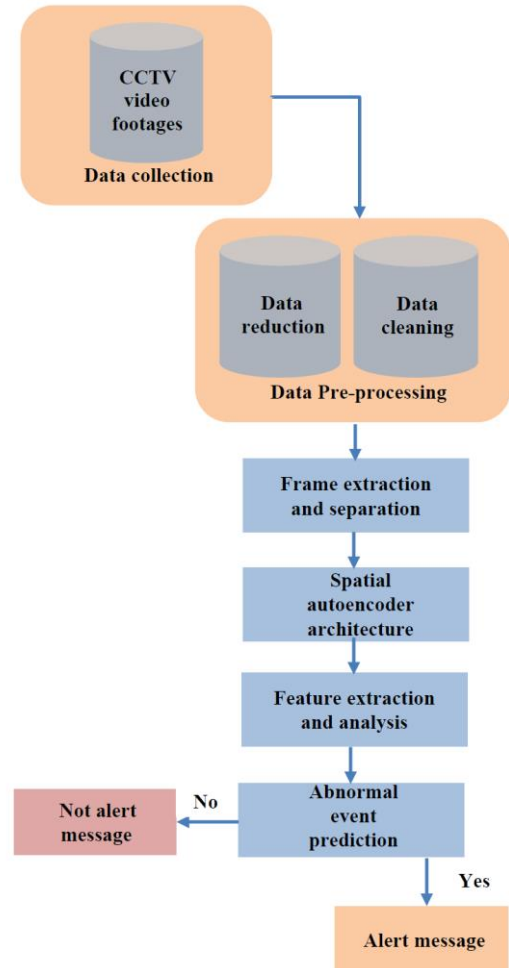 CCTV
video
footages
Data collection
Data
reduction
Data
cleaning
Data Pre-processing
Frame extraction
and separation
Spatial
autoencoder
architecture
Feature extraction
and analysis
Abnormal
event
prediction
No
Not alert
message
Yes
Alert message